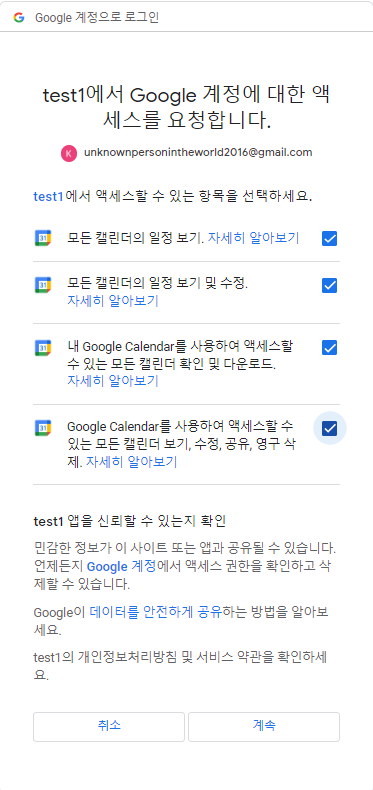 Google 계정으로 로그인
test1에서 Google 계정에 대한 액
세스를 요청합니다.
K unknownpersonintheworld2016@gmail.com
test1에서 액세스할 수 있는 항목을 선택하세요.
31 모든 캘린더의 일정 보기. 자세히 알아보기
31 모든 캘린더의 일정 보기 및 수정.
자세히 알아보기
31 내 Google Calendar를 사용하여 액세스할
수 있는 모든 캘린더 확인 및 다운로드.
자세히 알아보기
31 Google Calendar를 사용하여 액세스할 수
있는 모든 캘린더 보기, 수정, 공유, 영구 삭
제. 자세히 알아보기
test1 앱을 신뢰할 수 있는지 확인
민감한 정보가 이 사이트 또는 앱과 공유될 수 있습니다.
언제든지 Google 계정에서 액세스 권한을 확인하고 삭
제할 수 있습니다.
Google이 데이터를 안전하게 공유하는 방법을 알아보
세요.
test1의 개인정보처리방침 및 서비스 약관을 확인하세
요.
취소 계속